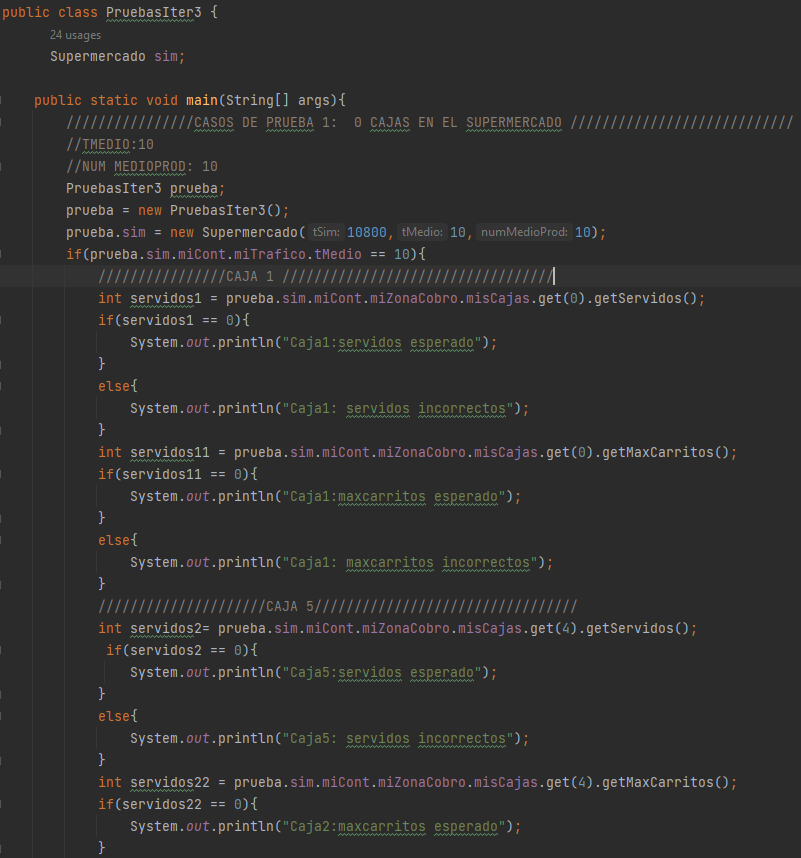 public class PruebasIter3 {
24 usages
Supermercado sim;
public static void main(String[] args){
////////////////CASOS DE PRUEBA 1:  0 CAJAS EN EL SUPERMERCADO ////////////////////////////
//TMEDIO:10
//NUM MEDIOPROD: 10
PruebasIter3 prueba;
prueba = new PruebasIter3();
prueba.sim = new Supermercado( tSim: 10800, tMedio: 10, numMedioProd: 10);
if(prueba.sim.miCont.miTrafico.tMedio == 10){
////////////////CAJA 1 //////////////////////////////////
int servidos1 = prueba.sim.miCont.miZonaCobro.misCajas.get(0).getServidos();
if(servidos1 == 0){
System.out.println("Caja1:servidos esperado");
}
else{
System.out.println("Caja1: servidos incorrectos");
}
int servidos11 = prueba.sim.miCont.miZonaCobro.misCajas.get(0).getMaxCarritos();
if(servidos11 == 0){
System.out.println("Caja1:maxcarritos esperado");
}
else{
System.out.println("Caja1: maxcarritos incorrectos");
}
/////////////////////CAJA 5/////////////////////////////////
int servidos2= prueba.sim.miCont.miZonaCobro.misCajas.get(4).getServidos();
if(servidos2 == 0){
System.out.println("Caja5:servidos esperado");
}
else{
System.out.println("Caja5: servidos incorrectos");
}
int servidos22 = prueba.sim.miCont.miZonaCobro.misCajas.get(4).getMaxCarritos();
if(servidos22 == 0){
System.out.println("Caja2:maxcarritos esperado");
}